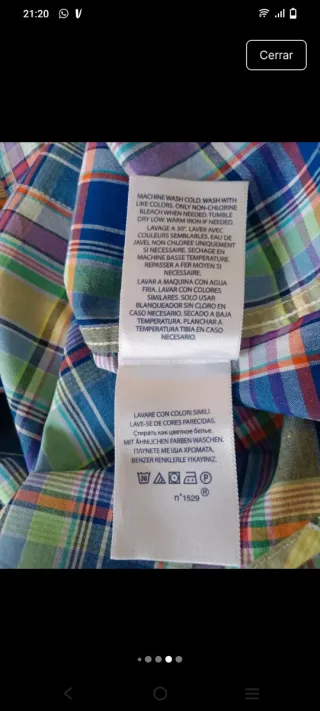 21:20
Cerrar
MACHINE WASH COLD. WASH WITH
LIKE COLORS, ONLY NON-CHLORINE
BLEACH WHEN NEEDED. TUMBLE
DRY LOW. WARM IRON IF NEEDED.
LAVAGE A 30°. LAVER AVEC
COULEURS SEMBLABLES. EAU DE
JAVEL NON CHLOREE UNIQUEMENT
SI NECESSAIRE. SECHAGE EN
MACHINE BASSE TEMPERATURE.
REPASSER A FER MOYEN SI
NECESSAIRE.
LAVAR A MAQUINA CON AGUA
FRIA. LAVAR CON COLORES
SIMILARES. SOLO USAR
BLANQUEADOR SIN CLORO EN
CASO NECESARIO. SECADO A BAJA
TEMPERATURA. PLANCHAR A
TEMPERATURA TIBIA EN CASO
NECESARIO.
LAVARE CON COLORI SIMILI.
LAVE-SE DE CORES PARECIDAS.
Стирать как цветное белье.
MIT ÄHNLICHEN FARBEN WASCHEN.
ΠΛΥΝΕΤΕ ΜΕ ΙΔΙΑ ΧΡΩΜΑΤΑ.
BENZER RENKLERLE YIKAYINIZ.
30 P
n°1529 ®